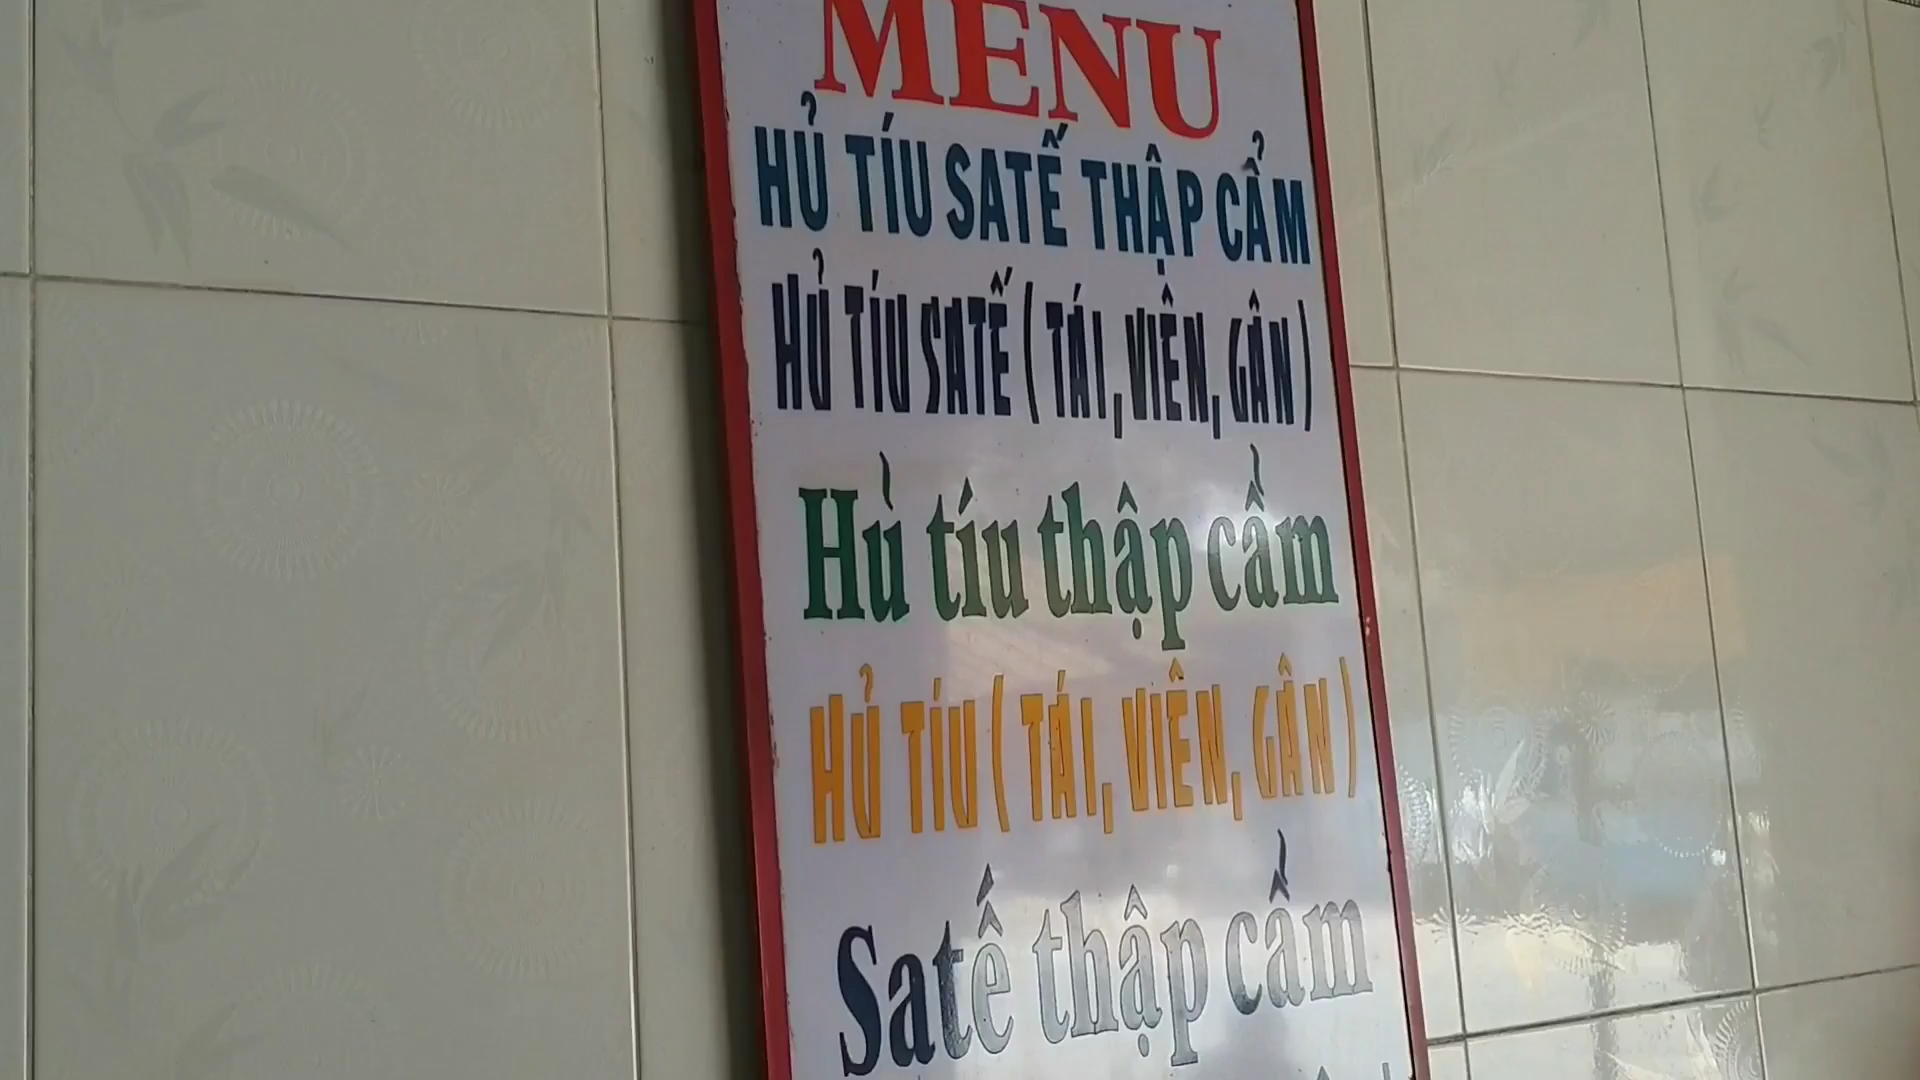 MENU
HỦ TÍU SATẾ THẬP CẨM
HỦ TÍU SATẾ ( TÁI, VIÊN, GÂN )
Hủ tíu thập cẩm
HỦ TÍU ( TÁI, VIÊN, GÂN )
Satế thập cẩm